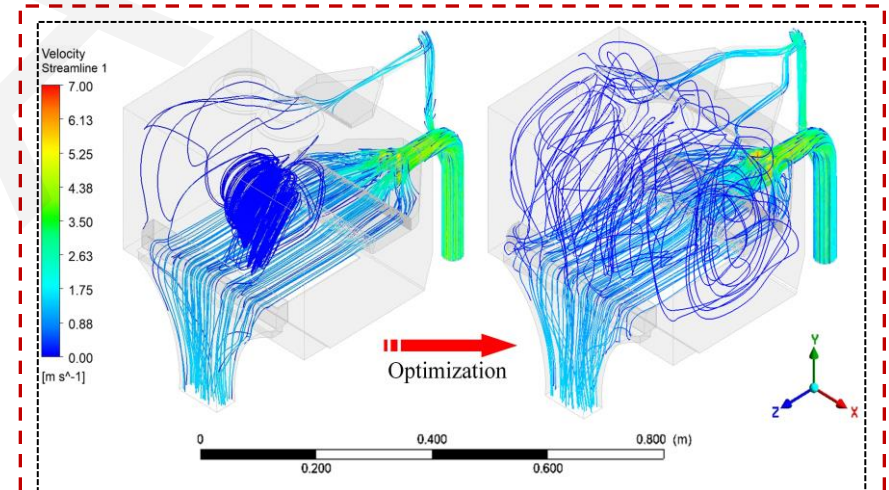 Velocity
Streamline 1
7.00
6.13
5.25
4.38
3.50
2.63
1.75
0.88
0.00
[m s^-1]
Optimization
Y
Z
X
0
0.400
0.800 (m)
0.200
0.600